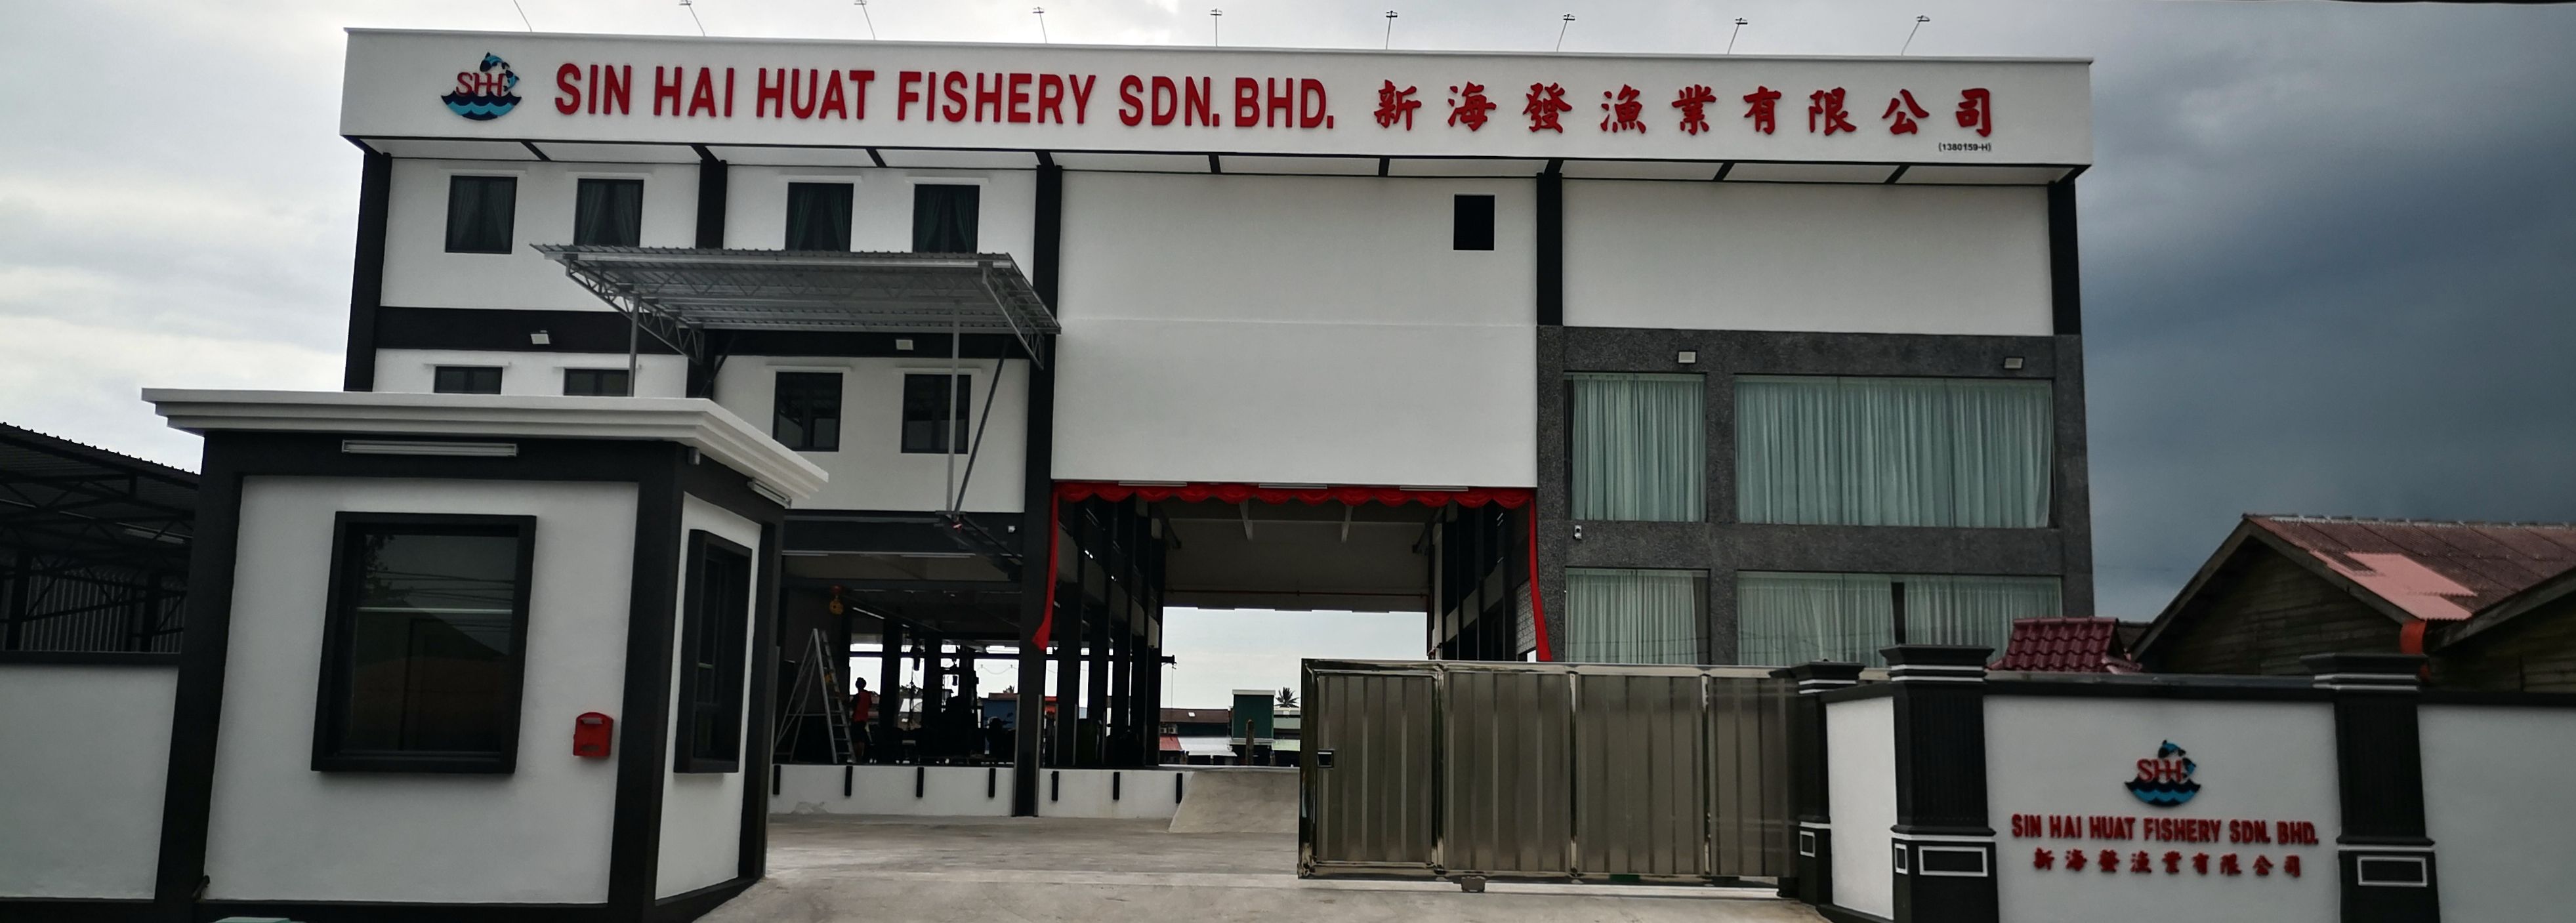 SHH SIN HAI HUAT FISHERY SDN. BHD. 新海發漁業有限公司
(1380159-H)
SHH
SIN HAI HUAT FISHERY SDN. BHD.
新海發漁業有限公司